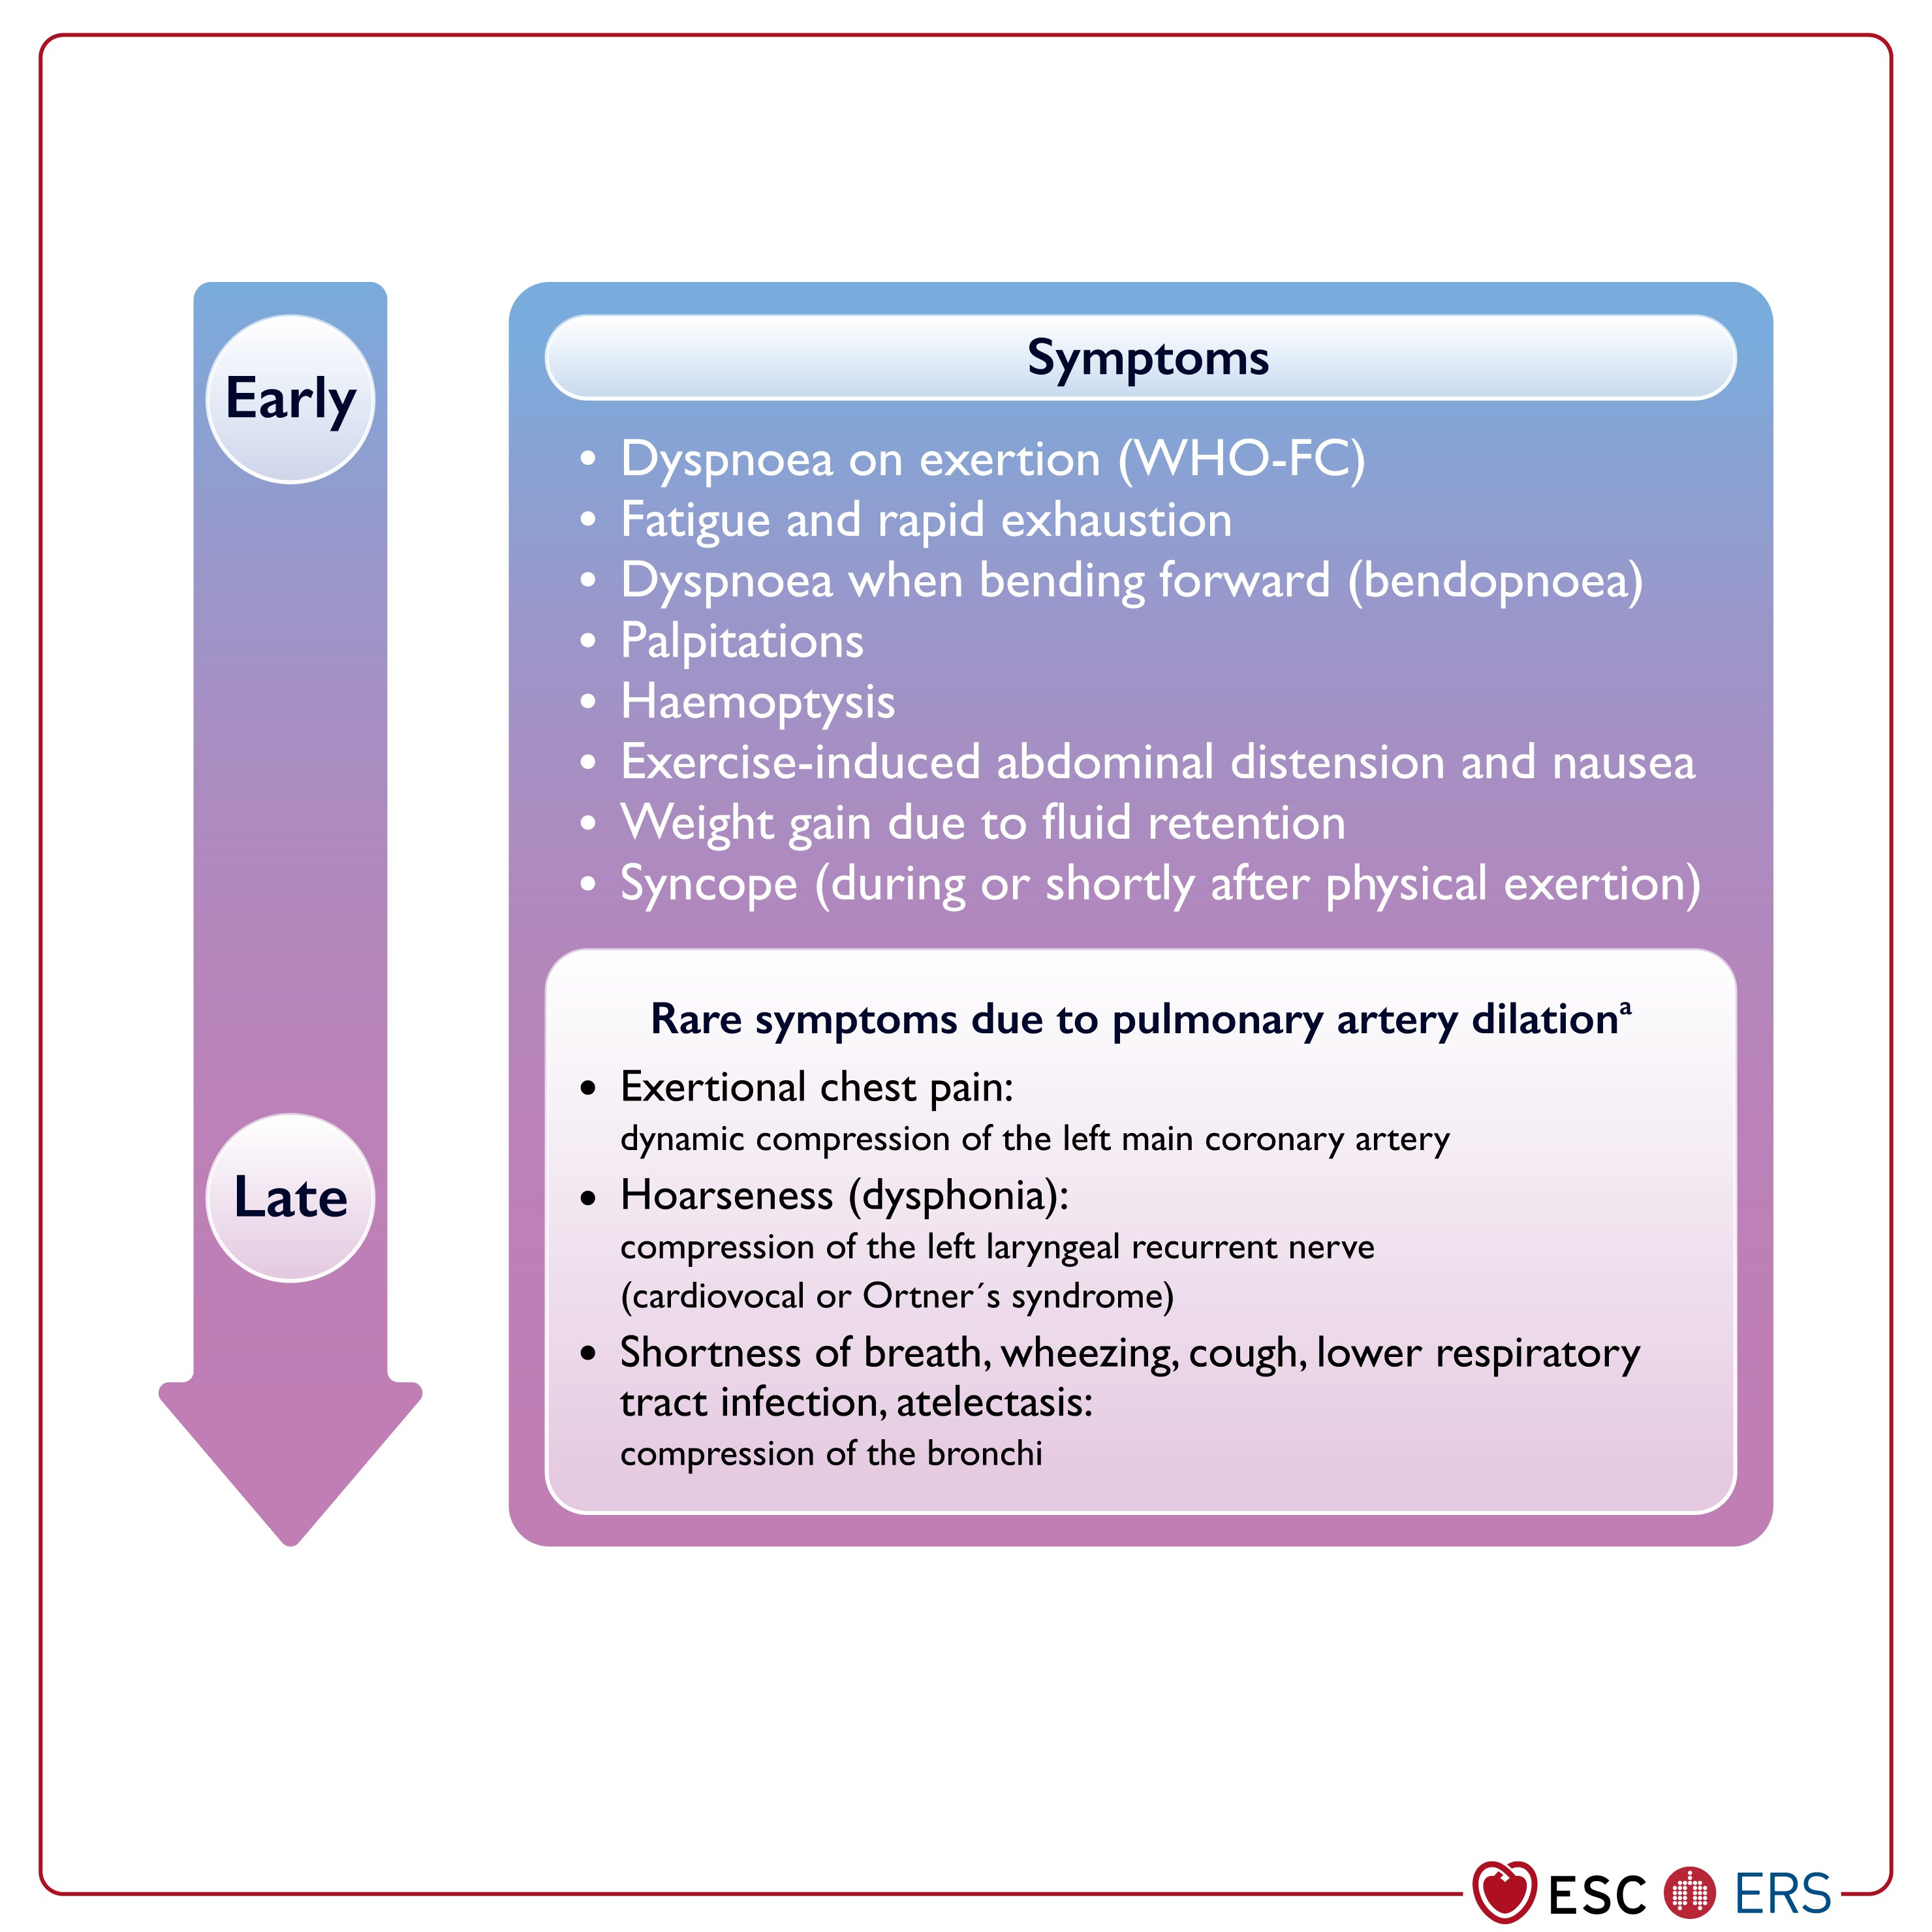 Early
Symptoms
• Dyspnoea on exertion (WHO-FC)
• Fatigue and rapid exhaustion
• Dyspnoea when bending forward (bendopnoea)
• Palpitations
• Haemoptysis
• Exercise-induced abdominal distension and nausea
• Weight gain due to fluid retention
• Syncope (during or shortly after physical exertion)
Rare symptoms due to pulmonary artery dilationᵃ
• Exertional chest pain:
dynamic compression of the left main coronary artery
Late
• Hoarseness (dysphonia):
compression of the left laryngeal recurrent nerve
(cardiovocal or Ortner´s syndrome)
• Shortness of breath, wheezing, cough, lower respiratory
tract infection, atelectasis:
compression of the bronchi
ESC ERS